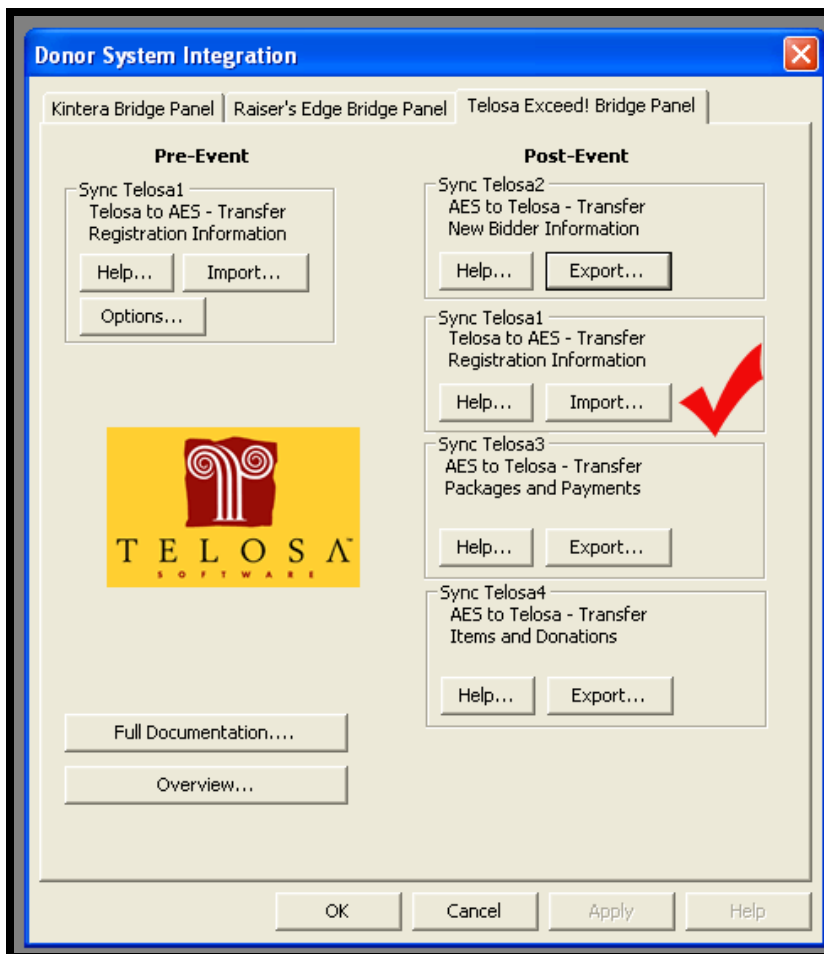 Donor System Integration
Kintera Bridge Panel
Raiser's Edge Bridge Panel
Telosa Exceed! Bridge Panel
Pre-Event
Sync Telosa1
Telosa to AES - Transfer
Registration Information
Help...
Import...
Options...
TELOSA™
SOFTWARE
Full Documentation....
Overview...
Post-Event
Sync Telosa2
AES to Telosa - Transfer
New Bidder Information
Help...
Export...
Sync Telosa1
Telosa to AES - Transfer
Registration Information
Help...
Import...
Sync Telosa3
AES to Telosa - Transfer
Packages and Payments
Help...
Export...
Sync Telosa4
AES to Telosa - Transfer
Items and Donations
Help...
Export...
OK
Cancel
Apply
Help